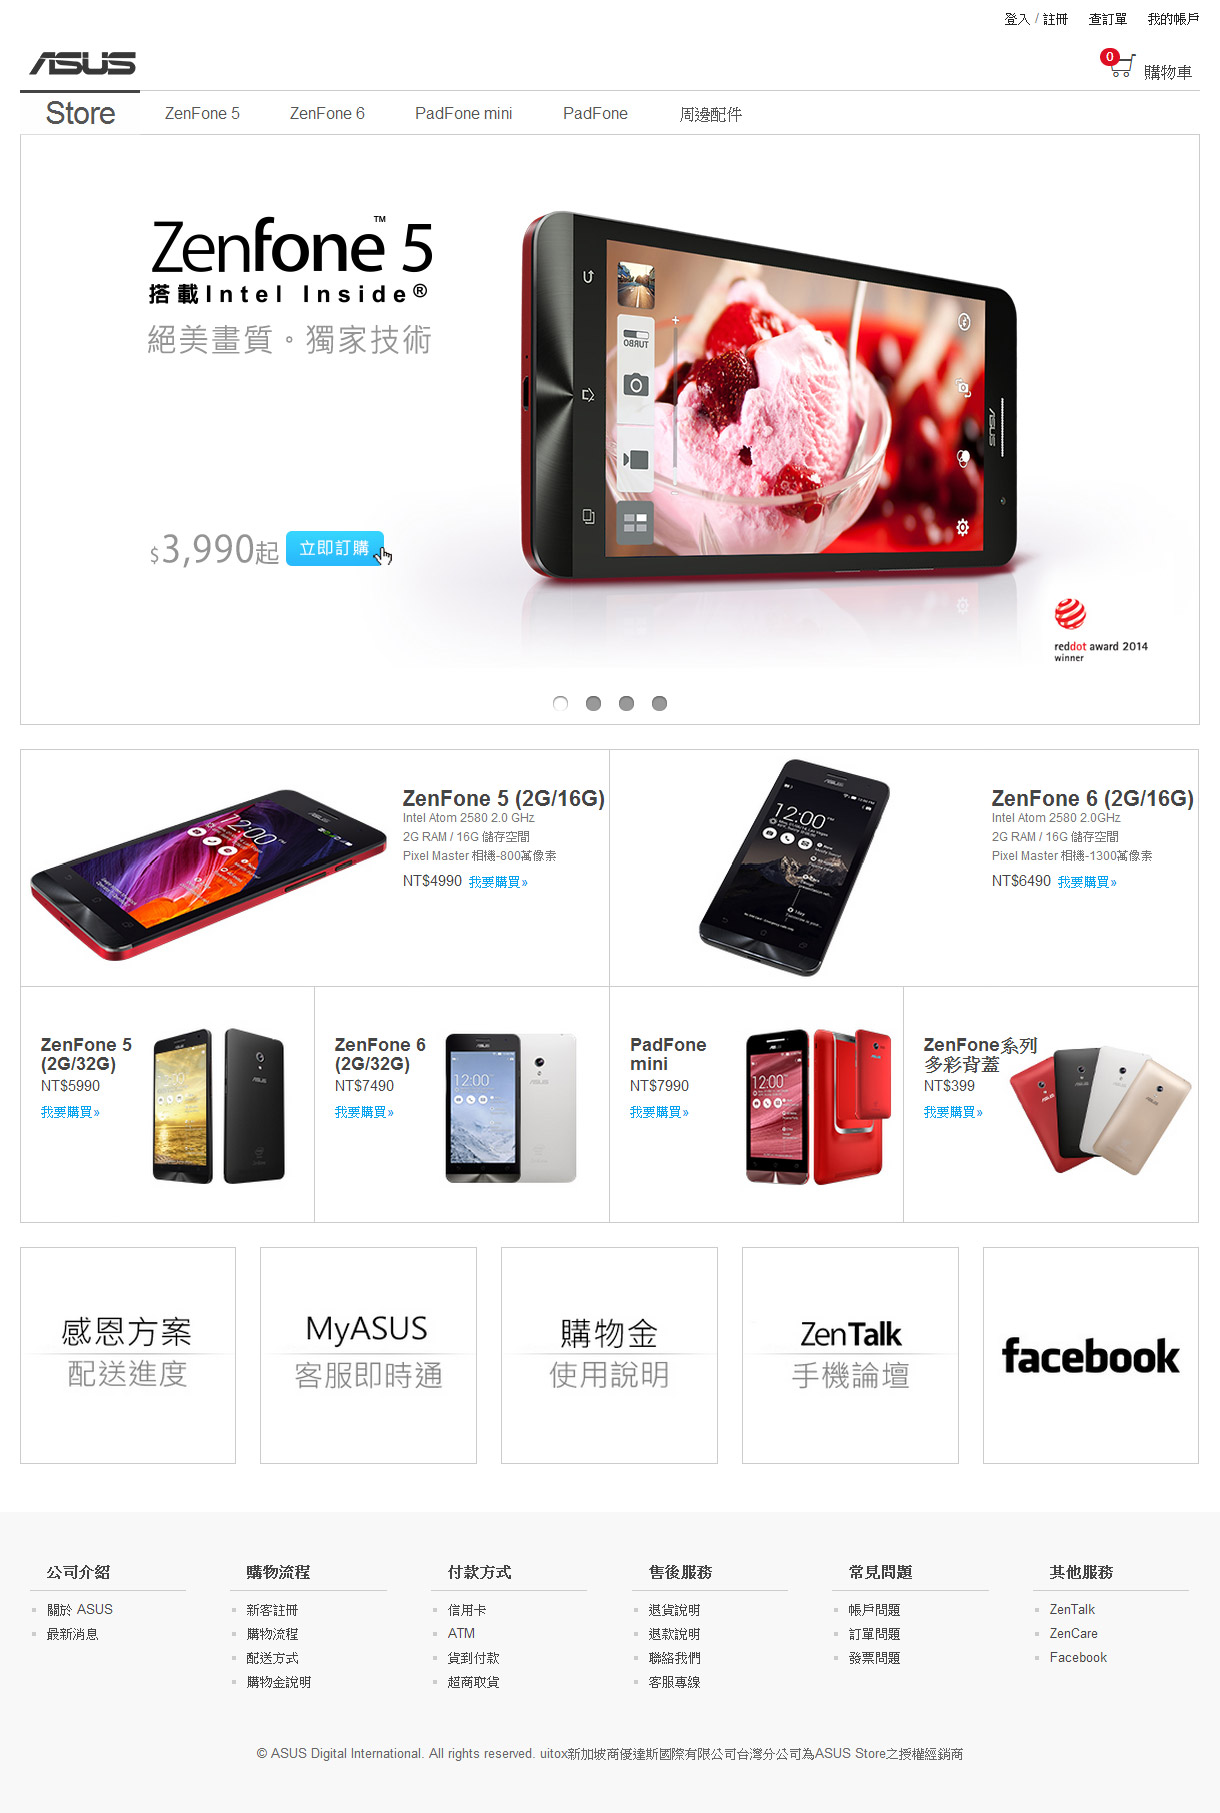 登入 / 註冊 查訂單 我的帳戶
ASUS
0 購物車
Store ZenFone 5 ZenFone 6 PadFone mini PadFone 周邊配件
Zenfone™ 5
搭載Intel Inside®
絕美畫質。獨家技術
TURBO
ASUS
$3,990起 立即訂購
reddot award 2014
winner
ZenFone 5 (2G/16G)
Intel Atom 2580 2.0 GHz
2G RAM / 16G 儲存空間
Pixel Master 相機-800萬像素
NT$4990 我要購買»
ZenFone 6 (2G/16G)
Intel Atom 2580 2.0GHz
2G RAM / 16G 儲存空間
Pixel Master 相機-1300萬像素
NT$6490 我要購買»
12:00
12:00
ZenFone 5
(2G/32G)
NT$5990
我要購買»
ZenFone 6
(2G/32G)
NT$7490
我要購買»
12:00
PadFone
mini
NT$7990
我要購買»
12:00
ZenFone系列
多彩背蓋
NT$399
我要購買»
感恩方案
配送進度
MyASUS
客服即時通
購物金
使用說明
ZenTalk
手機論壇
facebook
公司介紹
關於 ASUS
最新消息
購物流程
新客註冊
購物流程
配送方式
購物金說明
付款方式
信用卡
ATM
貨到付款
超商取貨
售後服務
退貨說明
退款說明
聯絡我們
客服專線
常見問題
帳戶問題
訂單問題
發票問題
其他服務
ZenTalk
ZenCare
Facebook
© ASUS Digital International. All rights reserved. uitox新加坡商優達斯國際有限公司台灣分公司為ASUS Store之授權經銷商